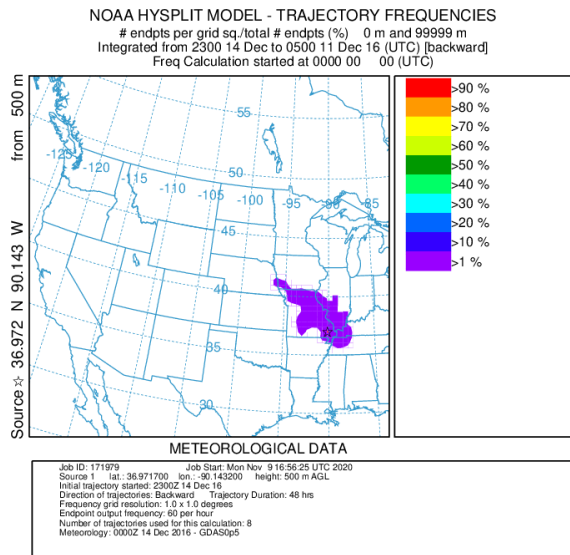 NOAA HYSPLIT MODEL - TRAJECTORY FREQUENCIES
# endpts per grid sq./total # endpts (%) 0 m and 99999 m
Integrated from 2300 14 Dec to 0500 11 Dec 16 (UTC) [backward]
Freq Calculation started at 0000 00 00 (UTC)
Source ☆ 36.972 N 90.143 W from 500 m
-125
-120
-115
-110
-105
-100
-95
-90
-85
55
50
45
40
35
30
>90 %
>80 %
>70 %
>60 %
>50 %
>40 %
>30 %
>20 %
>10 %
>1 %
METEOROLOGICAL DATA
Job ID: 171979 Job Start: Mon Nov 9 16:56:25 UTC 2020
Source 1 lat.: 36.971700 lon.: -90.143200 height: 500 m AGL
Initial trajectory started: 2300Z 14 Dec 16
Direction of trajectories: Backward Trajectory Duration: 48 hrs
Frequency grid resolution: 1.0 x 1.0 degrees
Endpoint output frequency: 60 per hour
Number of trajectories used for this calculation: 8
Meteorology: 0000Z 14 Dec 2016 - GDAS0p5